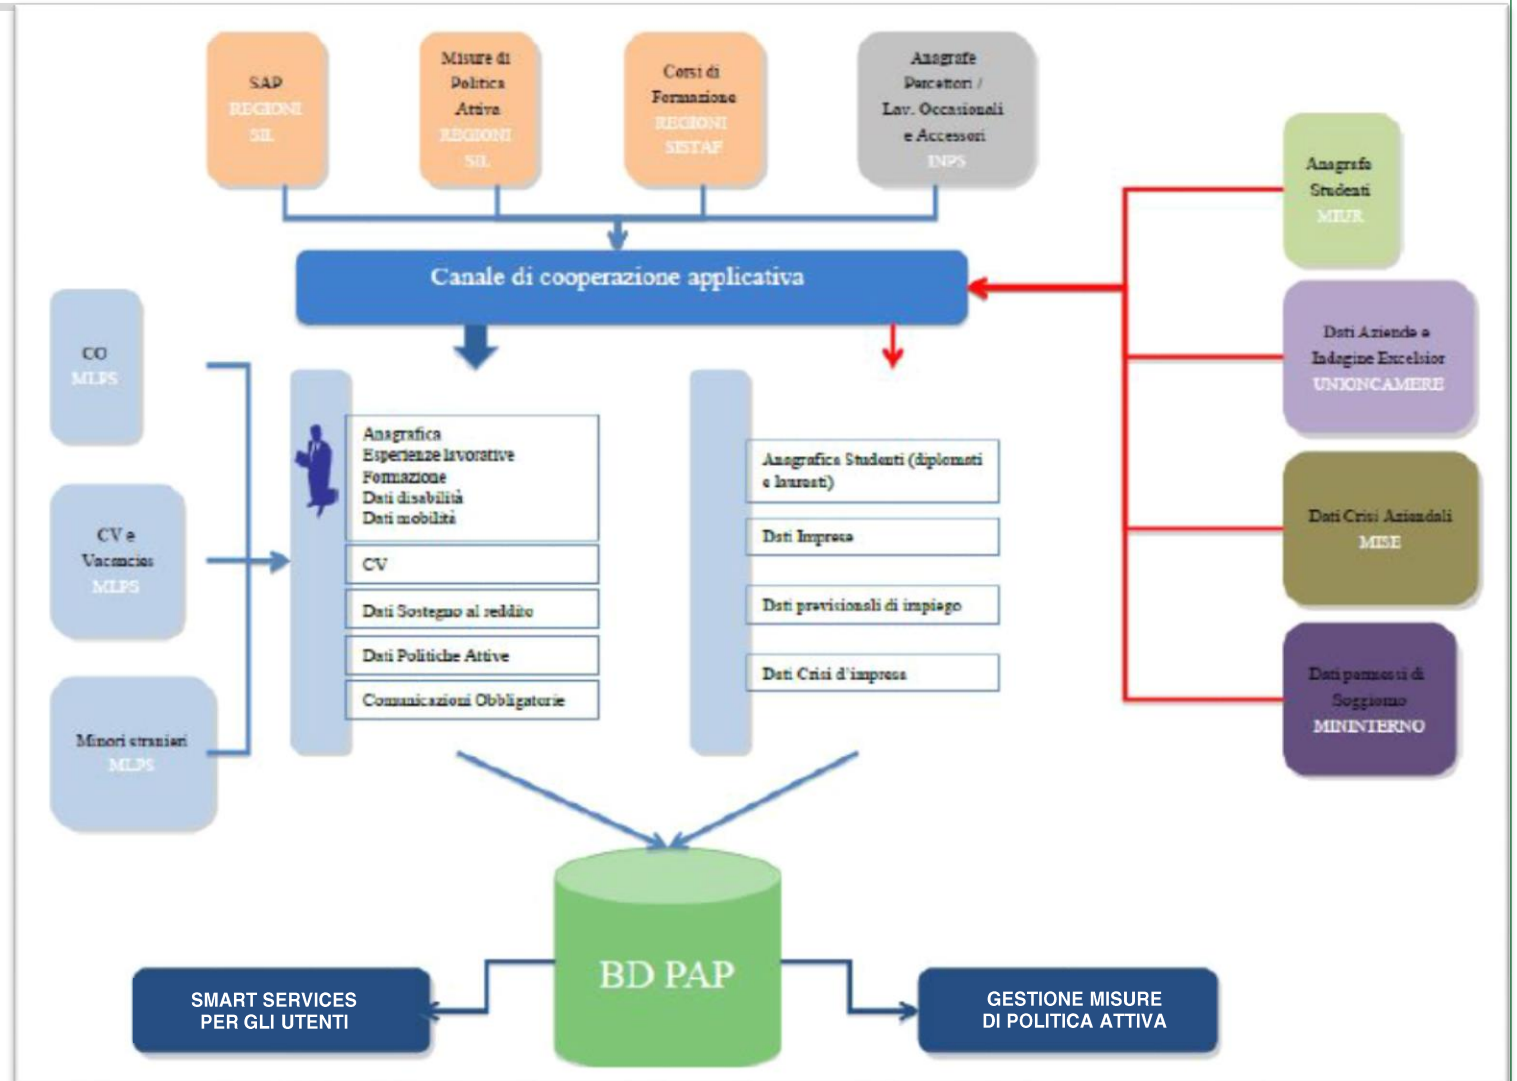 SAP
REGIONI
SIL
Misure di
Politica
Attiva
REGIONI
SIL
Corsi di
Formazione
REGIONI
SISTAF
Anagrafe
Percettori /
Lav. Occasionali
e Accessori
INPS
Anagrafe
Studenti
MIUR
Canale di cooperazione applicativa
Dati Aziende e
Indagine Excelsior
UNIONCAMERE
CO
MLPS
CV e
Vacancies
MLPS
Minori stranieri
MLPS
Anagrafica
Esperienze lavorative
Formazione
Dati disabilità
Dati mobilità
CV
Dati Sostegno al reddito
Dati Politiche Attive
Comunicazioni Obbligatorie
Anagrafica Studenti (diplomati
e laureati)
Dati Imprese
Dati previsionali di impiego
Dati Crisi d'impresa
Dati Crisi Aziendali
MISE
Dati permessi di
Soggiorno
MININTERNO
BD PAP
SMART SERVICES
PER GLI UTENTI
GESTIONE MISURE
DI POLITICA ATTIVA